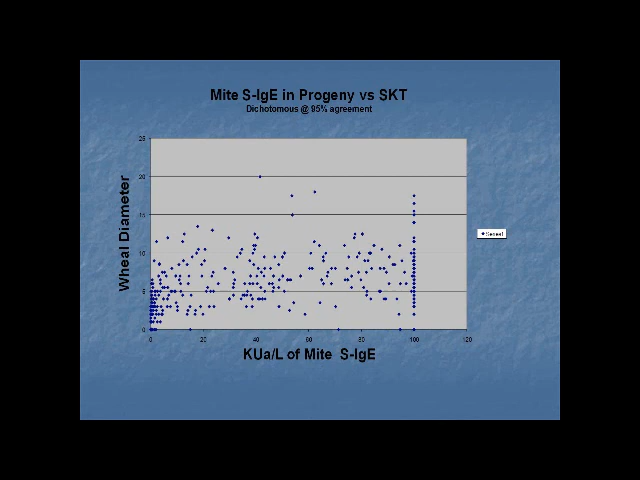 Mite S-IgE in Progeny vs SKT
Dichotomous @ 95% agreement
25
20
15
10
5
0
Wheal Diameter
0 20 40 60 80 100 120
KUa/L of Mite S-IgE
Series1